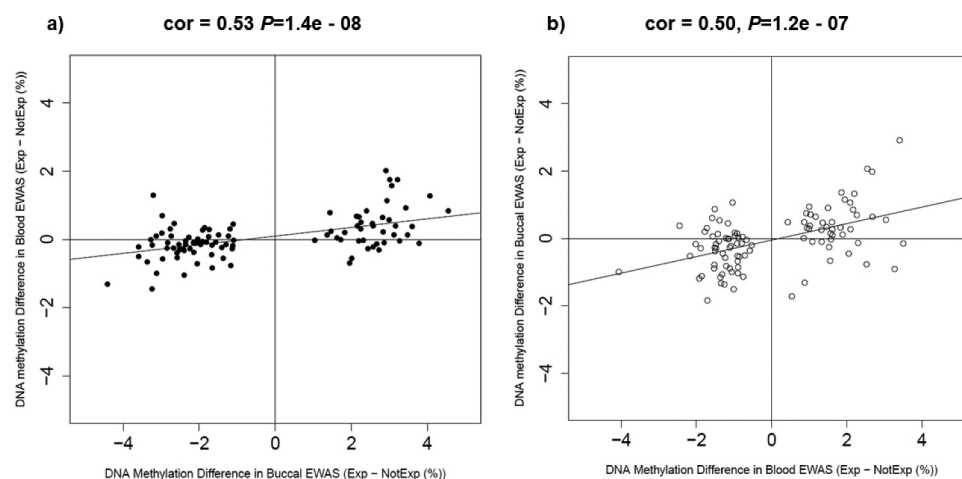 a)
cor = 0.53 P=1.4e - 08
DNA methylation Difference in Blood EWAS (Exp − NotExp (%))
4
2
0
−2
−4
−4
−2
0
2
4
DNA Methylation Difference in Buccal EWAS (Exp − NotExp (%))
b)
cor = 0.50, P=1.2e - 07
DNA methylation Difference in Buccal EWAS (Exp − NotExp (%))
4
2
0
−2
−4
−4
−2
0
2
4
DNA Methylation Difference in Blood EWAS (Exp − NotExp (%))